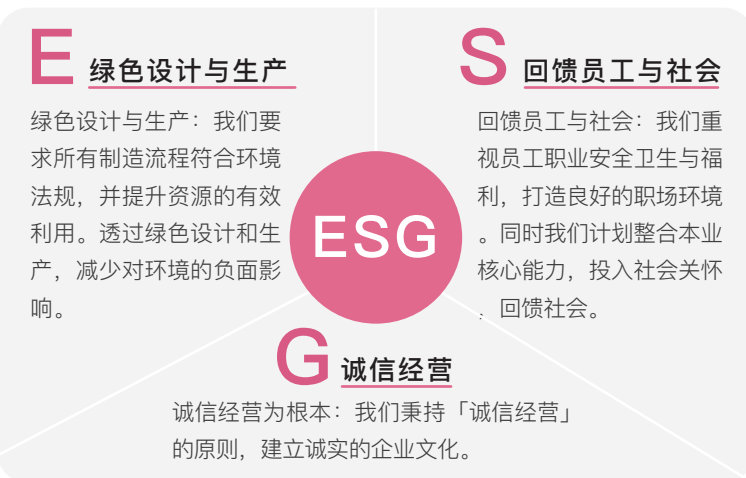 E 绿色设计与生产
绿色设计与生产：我们要
求所有制造流程符合环境
法规，并提升资源的有效
利用。透过绿色设计和生
产，减少对环境的负面影
响。
S 回馈员工与社会
回馈员工与社会：我们重
视员工职业安全卫生与福
利，打造良好的职场环境
。同时我们计划整合本业
核心能力，投入社会关怀
，回馈社会。
ESG
G 诚信经营
诚信经营为根本：我们秉持「诚信经营」
的原则，建立诚实的企业文化。